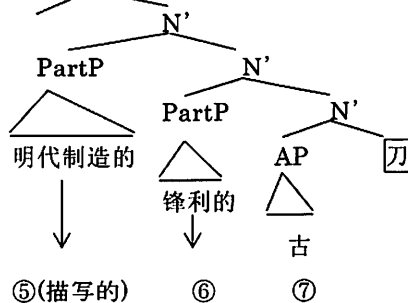 N'
PartP N'
PartP N'
明代制造的 AP 刀
锋利的
古
⑤(描写的) ⑥ ⑦